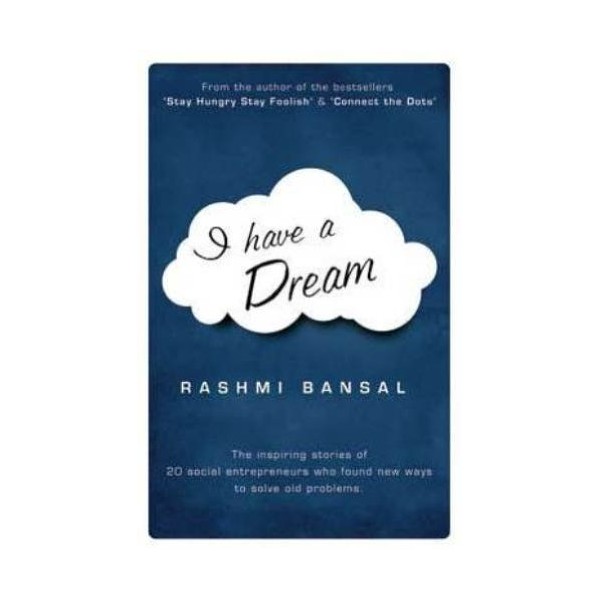 From the author of the bestsellers
'Stay Hungry Stay Foolish' & 'Connect the Dots'
I have a
Dream
RASHMI BANSAL
The inspiring stories of
20 social entrepreneurs who found new ways
to solve old problems.